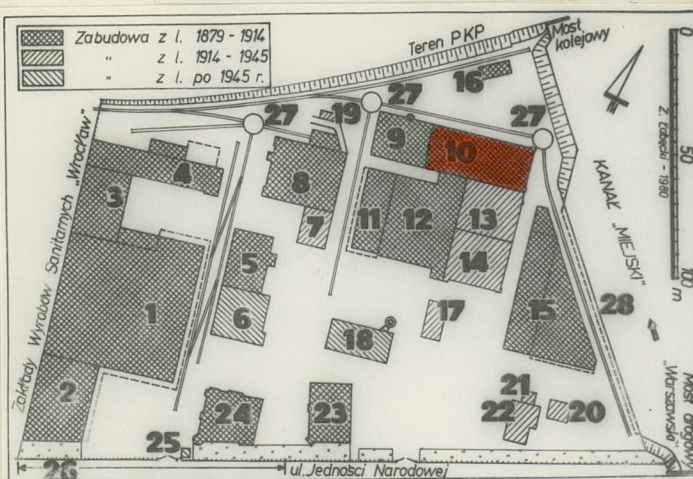 Zabudowa z l. 1879-1914
" z l. 1914-1945
" z l. po 1945 r.
Teren PKP
Most
kolejowy
0
50
100
m
Z. Łabęcki - 1980
KANAŁ „MIEJSKI"
Zakłady Wyrobów Sanitarnych „Wrocław"
16
27
27
27
19
9
10
4
8
3
7
11
12
13
14
5
6
1
15
28
17
18
2
24
23
21
22
20
25
26
ul. Jedności Narodowej
Most drogowy
„Warszawski"